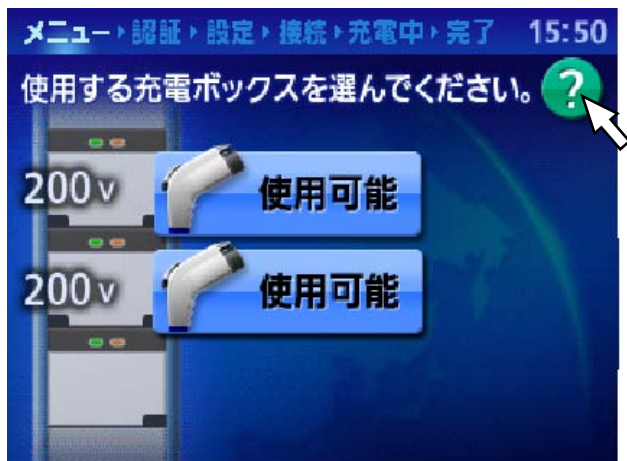 メニュー▸認証▸設定▸接続▸充電中▸完了 15:50
使用する充電ボックスを選んでください。 ?
200v 使用可能
200v 使用可能